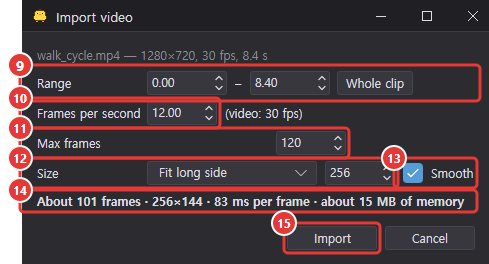 Import video
walk_cycle.mp4 — 1280×720, 30 fps, 8.4 s
9
Range 0.00 – 8.40 Whole clip
10
Frames per second 12.00 (video: 30 fps)
11
Max frames 120
12 13
Size Fit long side 256 Smooth
14
About 101 frames · 256×144 · 83 ms per frame · about 15 MB of memory
15
Import Cancel